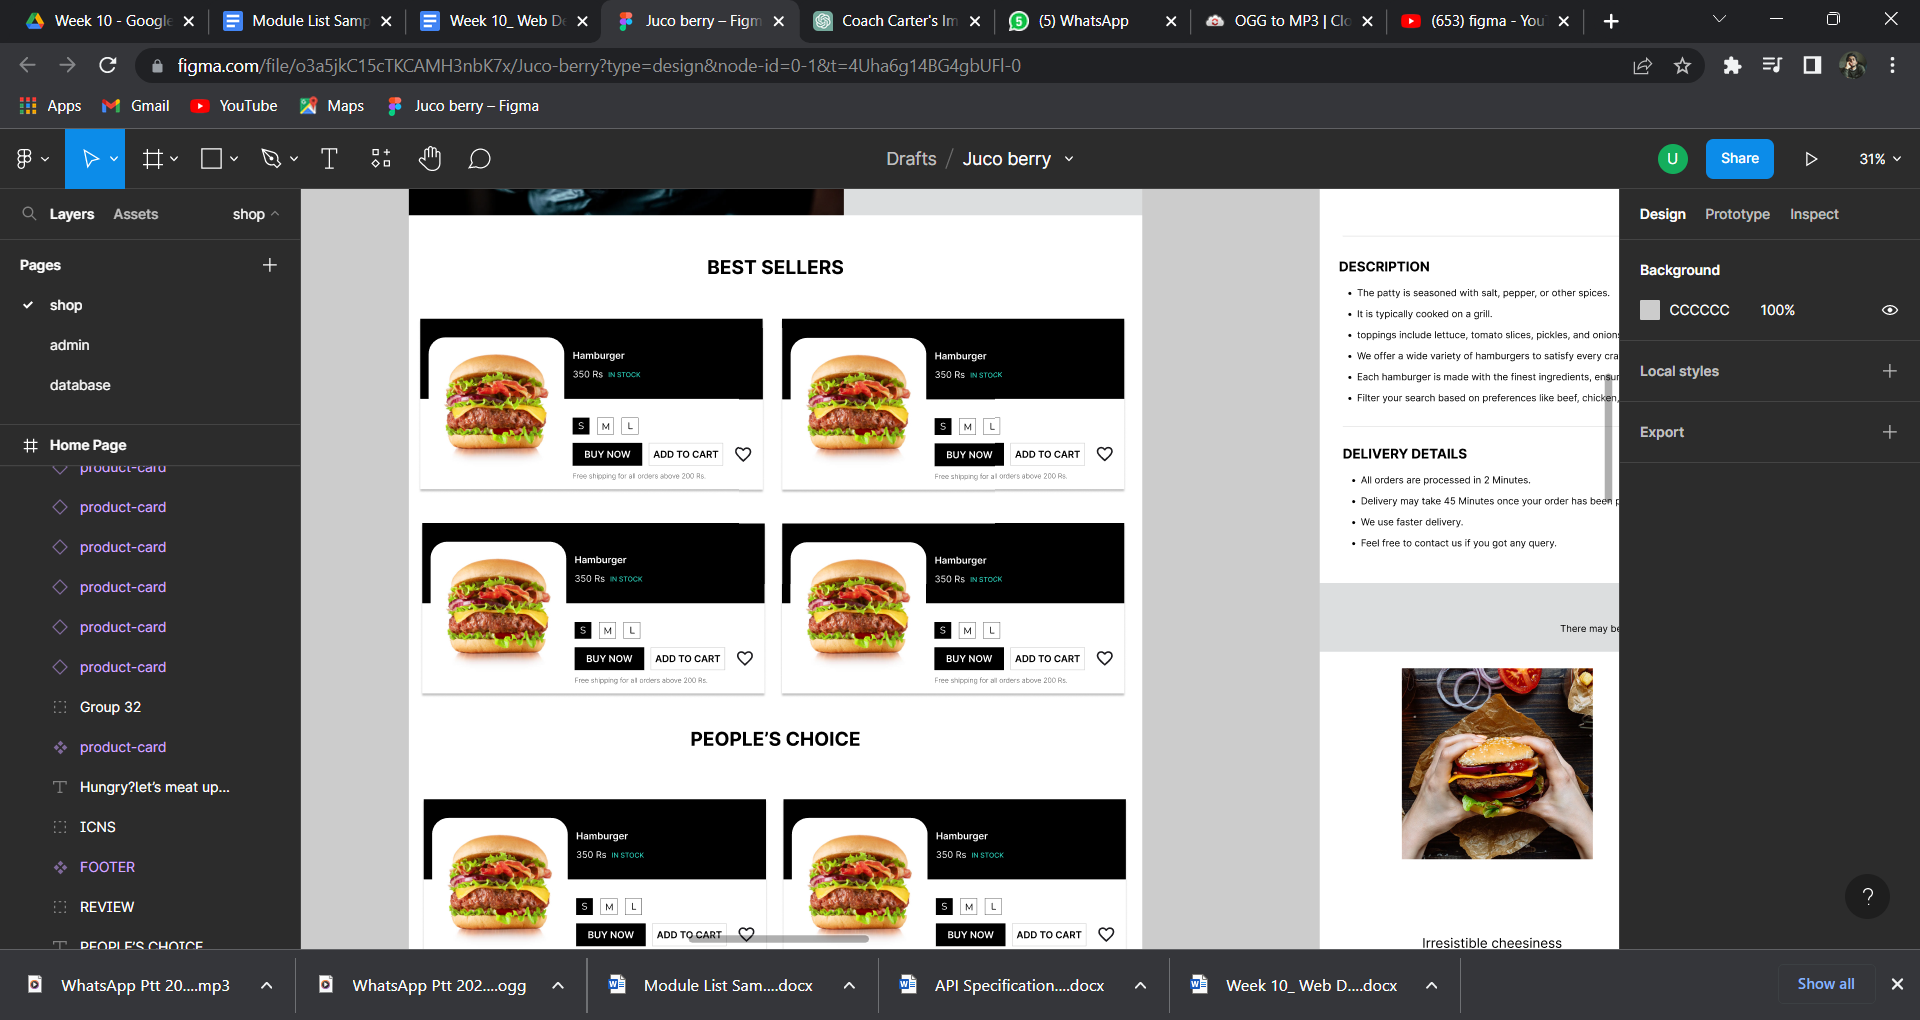 Week 10 - Google
Module List Samp
Week 10_ Web De
Juco berry – Figm
Coach Carter's Im
(5) WhatsApp
OGG to MP3 | Clo
(653) figma - You
figma.com/file/o3a5jkC15cTKCAMH3nbK7x/Juco-berry?type=design&node-id=0-1&t=4Uha6g14BG4gbUFI-0
Apps
Gmail
YouTube
Maps
Juco berry – Figma
Drafts / Juco berry
U
Share
31%
Layers
Assets
shop
Pages
shop
admin
database
Home Page
product-card
product-card
product-card
product-card
product-card
product-card
Group 32
product-card
Hungry?let's meat up...
ICNS
FOOTER
REVIEW
PEOPLE'S CHOICE
BEST SELLERS
Hamburger
350 Rs IN STOCK
S M L
BUY NOW ADD TO CART
Free shipping for all orders above 200 Rs.
Hamburger
350 Rs IN STOCK
S M L
BUY NOW ADD TO CART
Free shipping for all orders above 200 Rs.
Hamburger
350 Rs IN STOCK
S M L
BUY NOW ADD TO CART
Free shipping for all orders above 200 Rs.
Hamburger
350 Rs IN STOCK
S M L
BUY NOW ADD TO CART
Free shipping for all orders above 200 Rs.
PEOPLE'S CHOICE
Hamburger
350 Rs IN STOCK
S M L
BUY NOW ADD TO CART
Hamburger
350 Rs IN STOCK
S M L
BUY NOW ADD TO CART
DESCRIPTION
• The patty is seasoned with salt, pepper, or other spices.
• It is typically cooked on a grill.
• toppings include lettuce, tomato slices, pickles, and onions
• We offer a wide variety of hamburgers to satisfy every cra
• Each hamburger is made with the finest ingredients, ensur
• Filter your search based on preferences like beef, chicken,
DELIVERY DETAILS
• All orders are processed in 2 Minutes.
• Delivery may take 45 Minutes once your order has been p
• We use faster delivery.
• Feel free to contact us if you got any query.
There may be
Irresistible cheesiness
Design
Prototype
Inspect
Background
CCCCCC
100%
Local styles
Export
?
WhatsApp Ptt 20....mp3
WhatsApp Ptt 202....ogg
Module List Sam....docx
API Specification....docx
Week 10_ Web D....docx
Show all